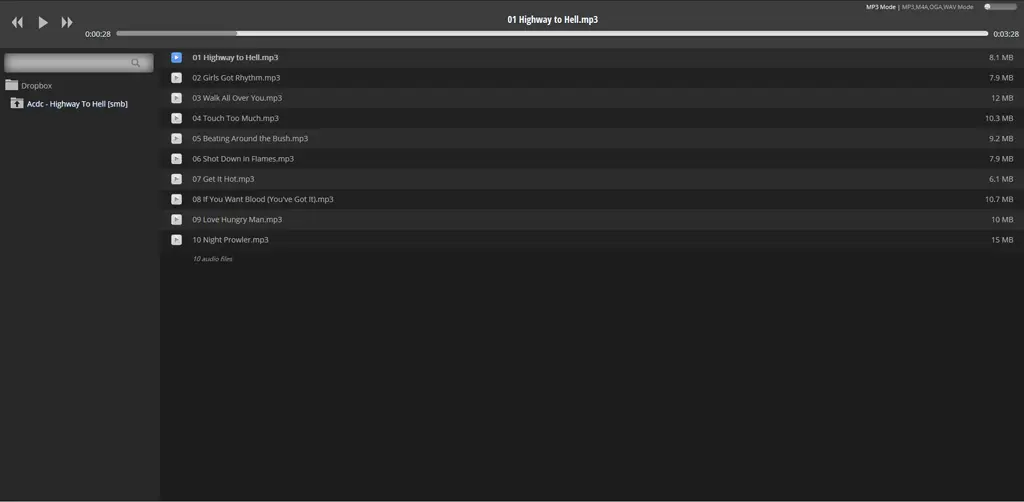 MP3 Mode | MP3,M4A,OGA,WAV Mode
01 Highway to Hell.mp3
0:00:28
0:03:28
Dropbox
Acdc - Highway To Hell [smb]
01 Highway to Hell.mp3 8.1 MB
02 Girls Got Rhythm.mp3 7.9 MB
03 Walk All Over You.mp3 12 MB
04 Touch Too Much.mp3 10.3 MB
05 Beating Around the Bush.mp3 9.2 MB
06 Shot Down in Flames.mp3 7.9 MB
07 Get It Hot.mp3 6.1 MB
08 If You Want Blood (You've Got It).mp3 10.7 MB
09 Love Hungry Man.mp3 10 MB
10 Night Prowler.mp3 15 MB
10 audio files